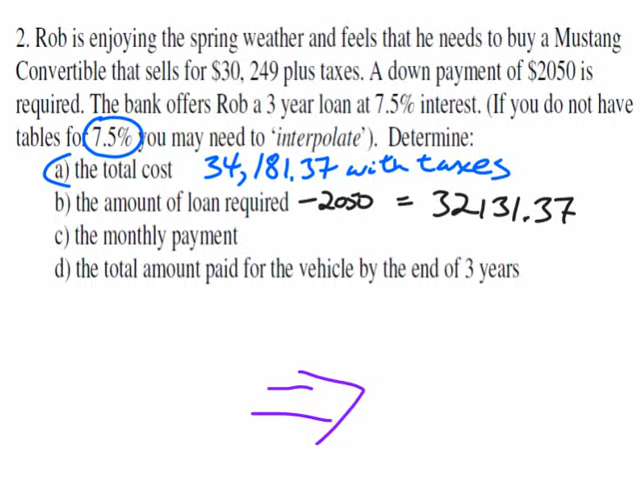 2. Rob is enjoying the spring weather and feels that he needs to buy a Mustang
Convertible that sells for $30, 249 plus taxes. A down payment of $2050 is
required. The bank offers Rob a 3 year loan at 7.5% interest. (If you do not have
tables for 7.5% you may need to ‘interpolate’). Determine:
a) the total cost 34,181.37 with taxes
b) the amount of loan required -2050 = 32131.37
c) the monthly payment
d) the total amount paid for the vehicle by the end of 3 years